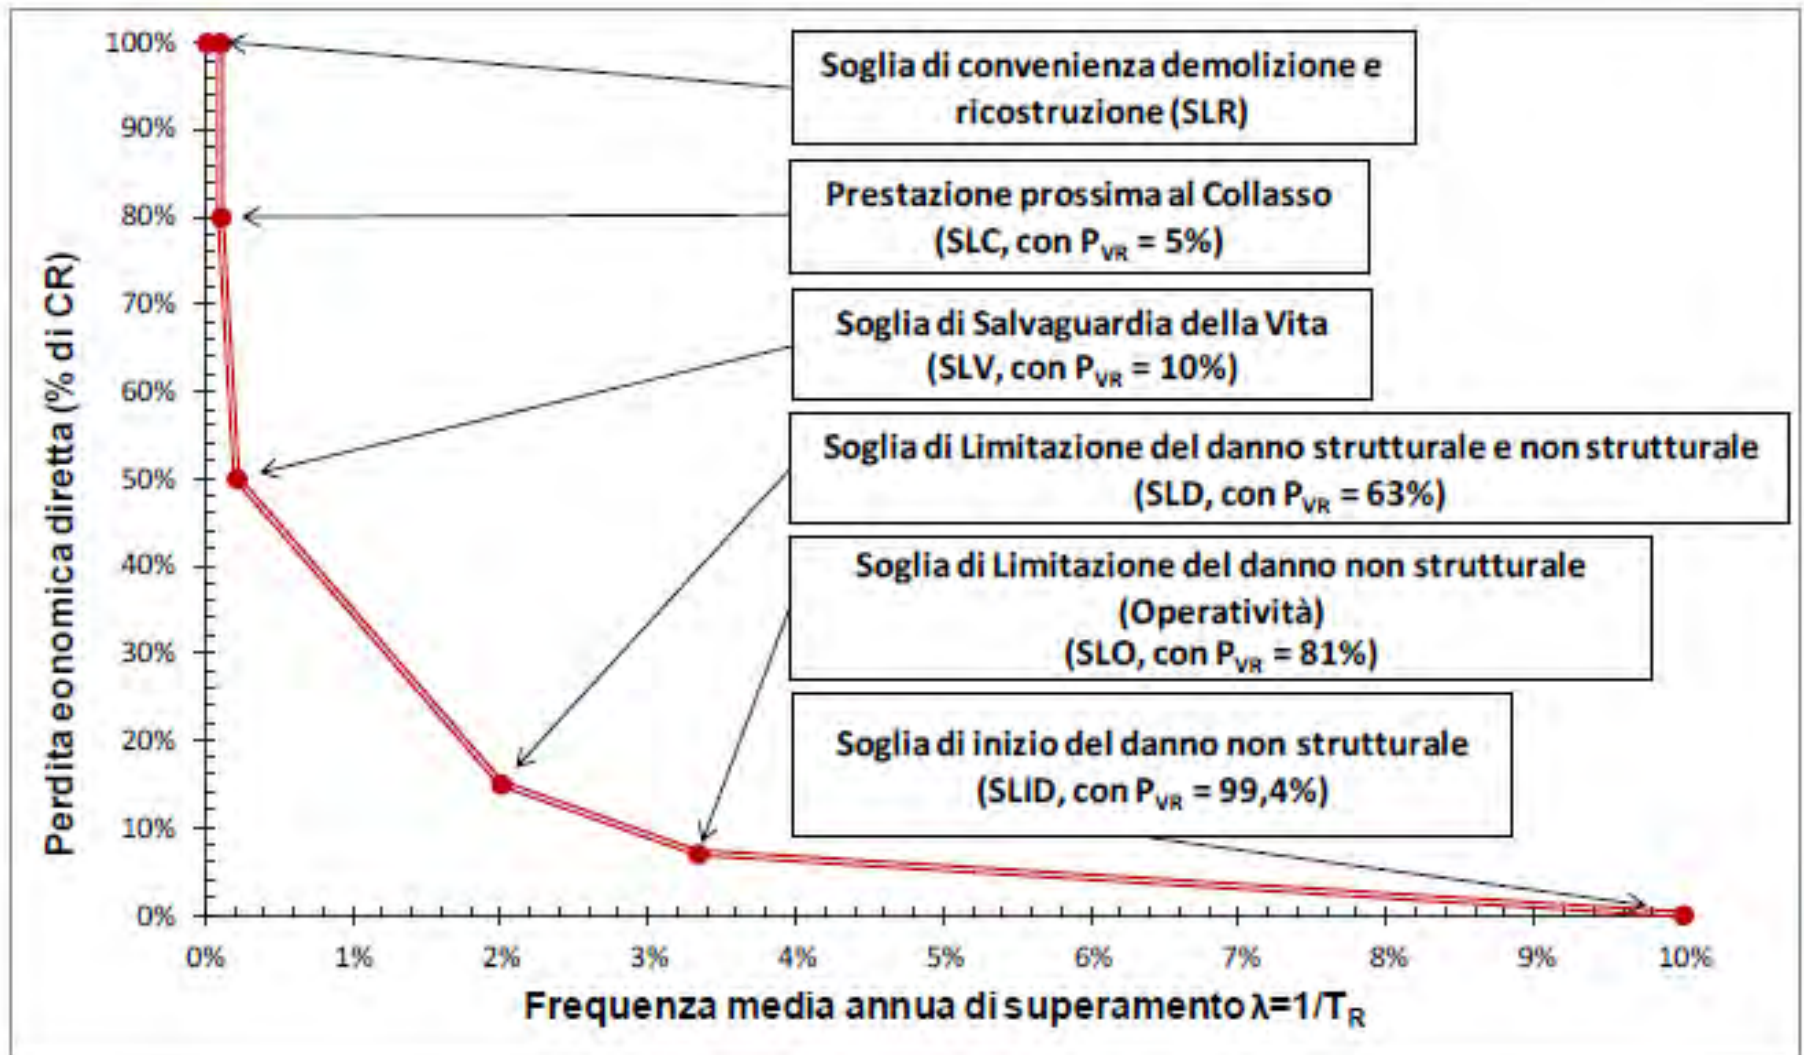 Perdita eonomica diretta (% di CR)
100%
90%
80%
70%
60%
50%
40%
30%
20%
10%
0%
Soglia di convenienza demolizione e
ricostruzione (SLR)
Prestazione prossima al Collasso
(SLC, con PVR = 5%)
Soglia di Salvaguardia della Vita
(SLV, con PVR = 10%)
Soglia di Limitazione del danno strutturale e non strutturale
(SLD, con PVR = 63%)
Soglia di Limitazione del danno non strutturale
(Operatività)
(SLO, con PVR = 81%)
Soglia di inizio del danno non strutturale
(SLID, con PVR = 99,4%)
0% 1% 2% 3% 4% 5% 6% 7% 8% 9% 10%
Frequenza media annua di superamento λ=1/TR